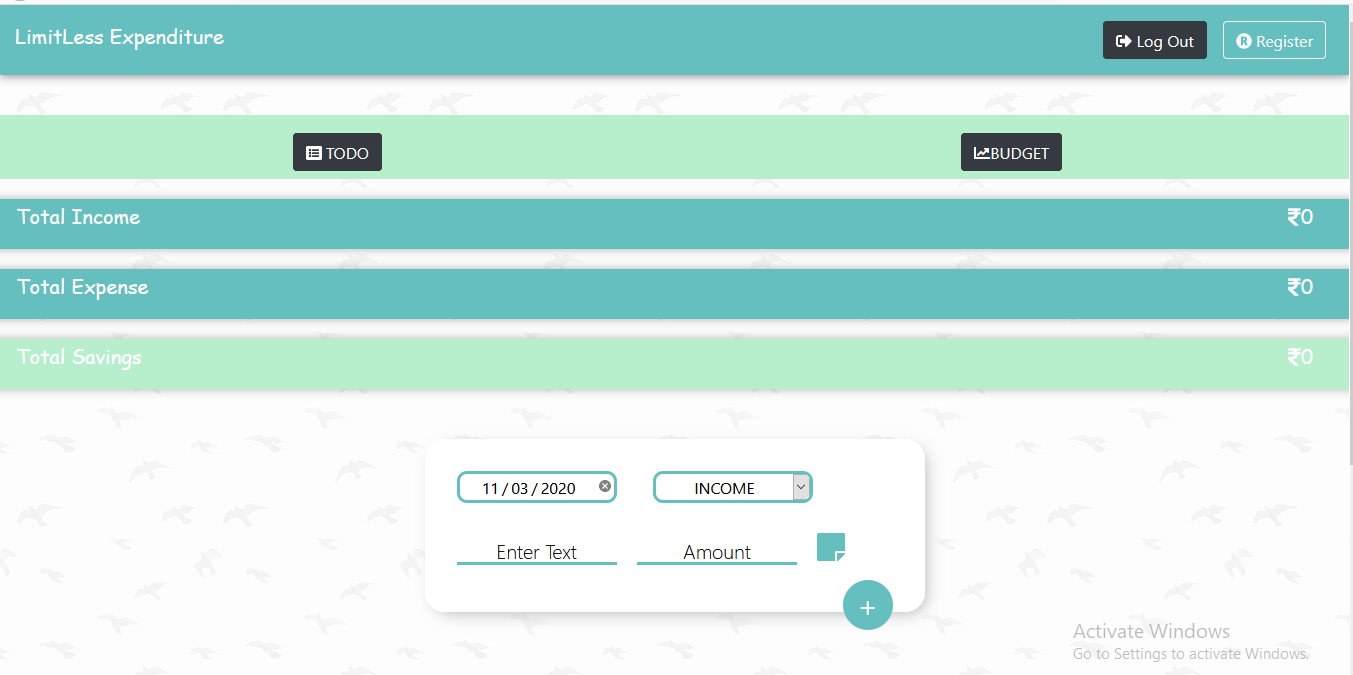 LimitLess Expenditure
Log Out
R Register
TODO
BUDGET
Total Income ₹0
Total Expense ₹0
Total Savings ₹0
11 / 03 / 2020
INCOME
Enter Text
Amount
+
Activate Windows
Go to Settings to activate Windows.